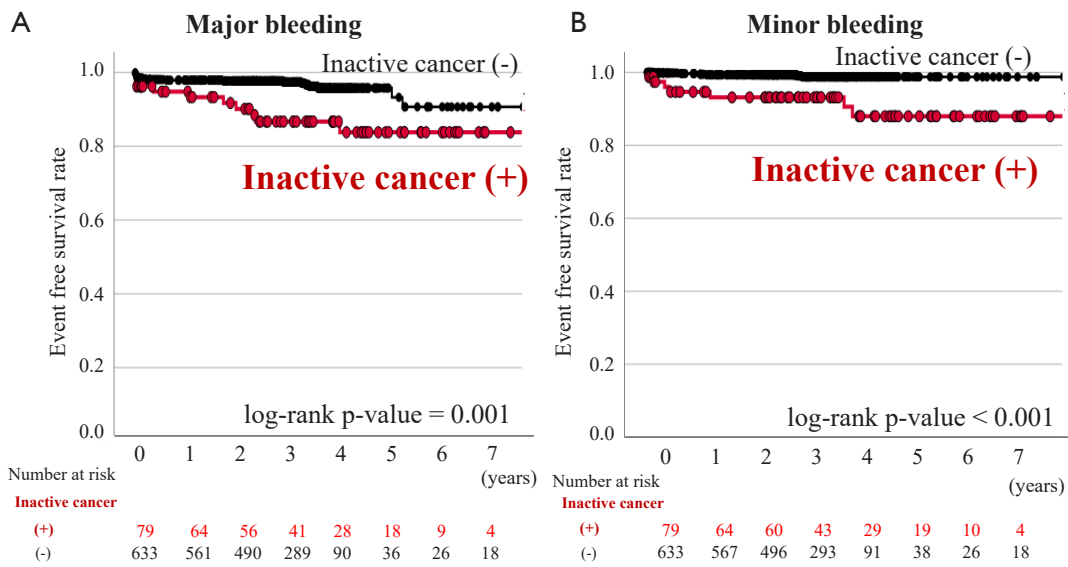 A
Major bleeding
Inactive cancer (-)
1.0
0.8
0.6
0.4
0.2
0.0
Event free survival rate
Inactive cancer (+)
log-rank p-value = 0.001
0 1 2 3 4 5 6 7
(years)
Number at risk
Inactive cancer
(+) 79 64 56 41 28 18 9 4
(-) 633 561 490 289 90 36 26 18
B
Minor bleeding
Inactive cancer (-)
1.0
0.8
0.6
0.4
0.2
0.0
Event free survival rate
Inactive cancer (+)
log-rank p-value < 0.001
0 1 2 3 4 5 6 7
(years)
Number at risk
Inactive cancer
(+) 79 64 60 43 29 19 10 4
(-) 633 567 496 293 91 38 26 18